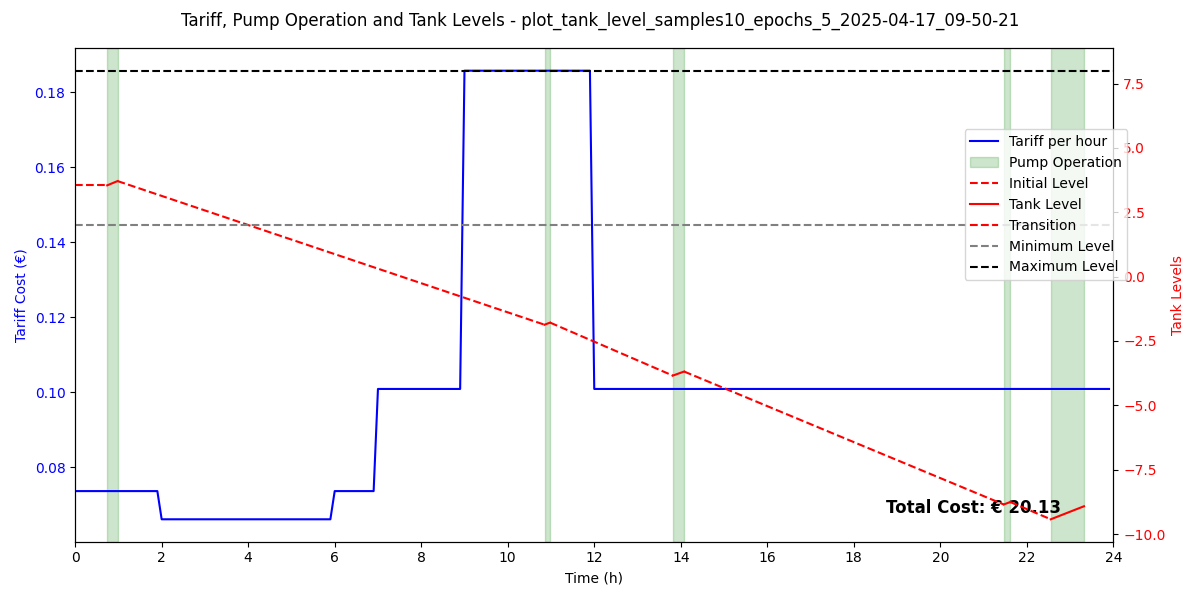 Tariff, Pump Operation and Tank Levels - plot_tank_level_samples10_epochs_5_2025-04-17_09-50-21
0.18
0.16
0.14
0.12
0.10
0.08
Tariff Cost (€)
7.5
5.0
2.5
0.0
−2.5
−5.0
−7.5
−10.0
Tank Levels
Tariff per hour
Pump Operation
Initial Level
Tank Level
Transition
Minimum Level
Maximum Level
Total Cost: € 20.13
0 2 4 6 8 10 12 14 16 18 20 22 24
Time (h)